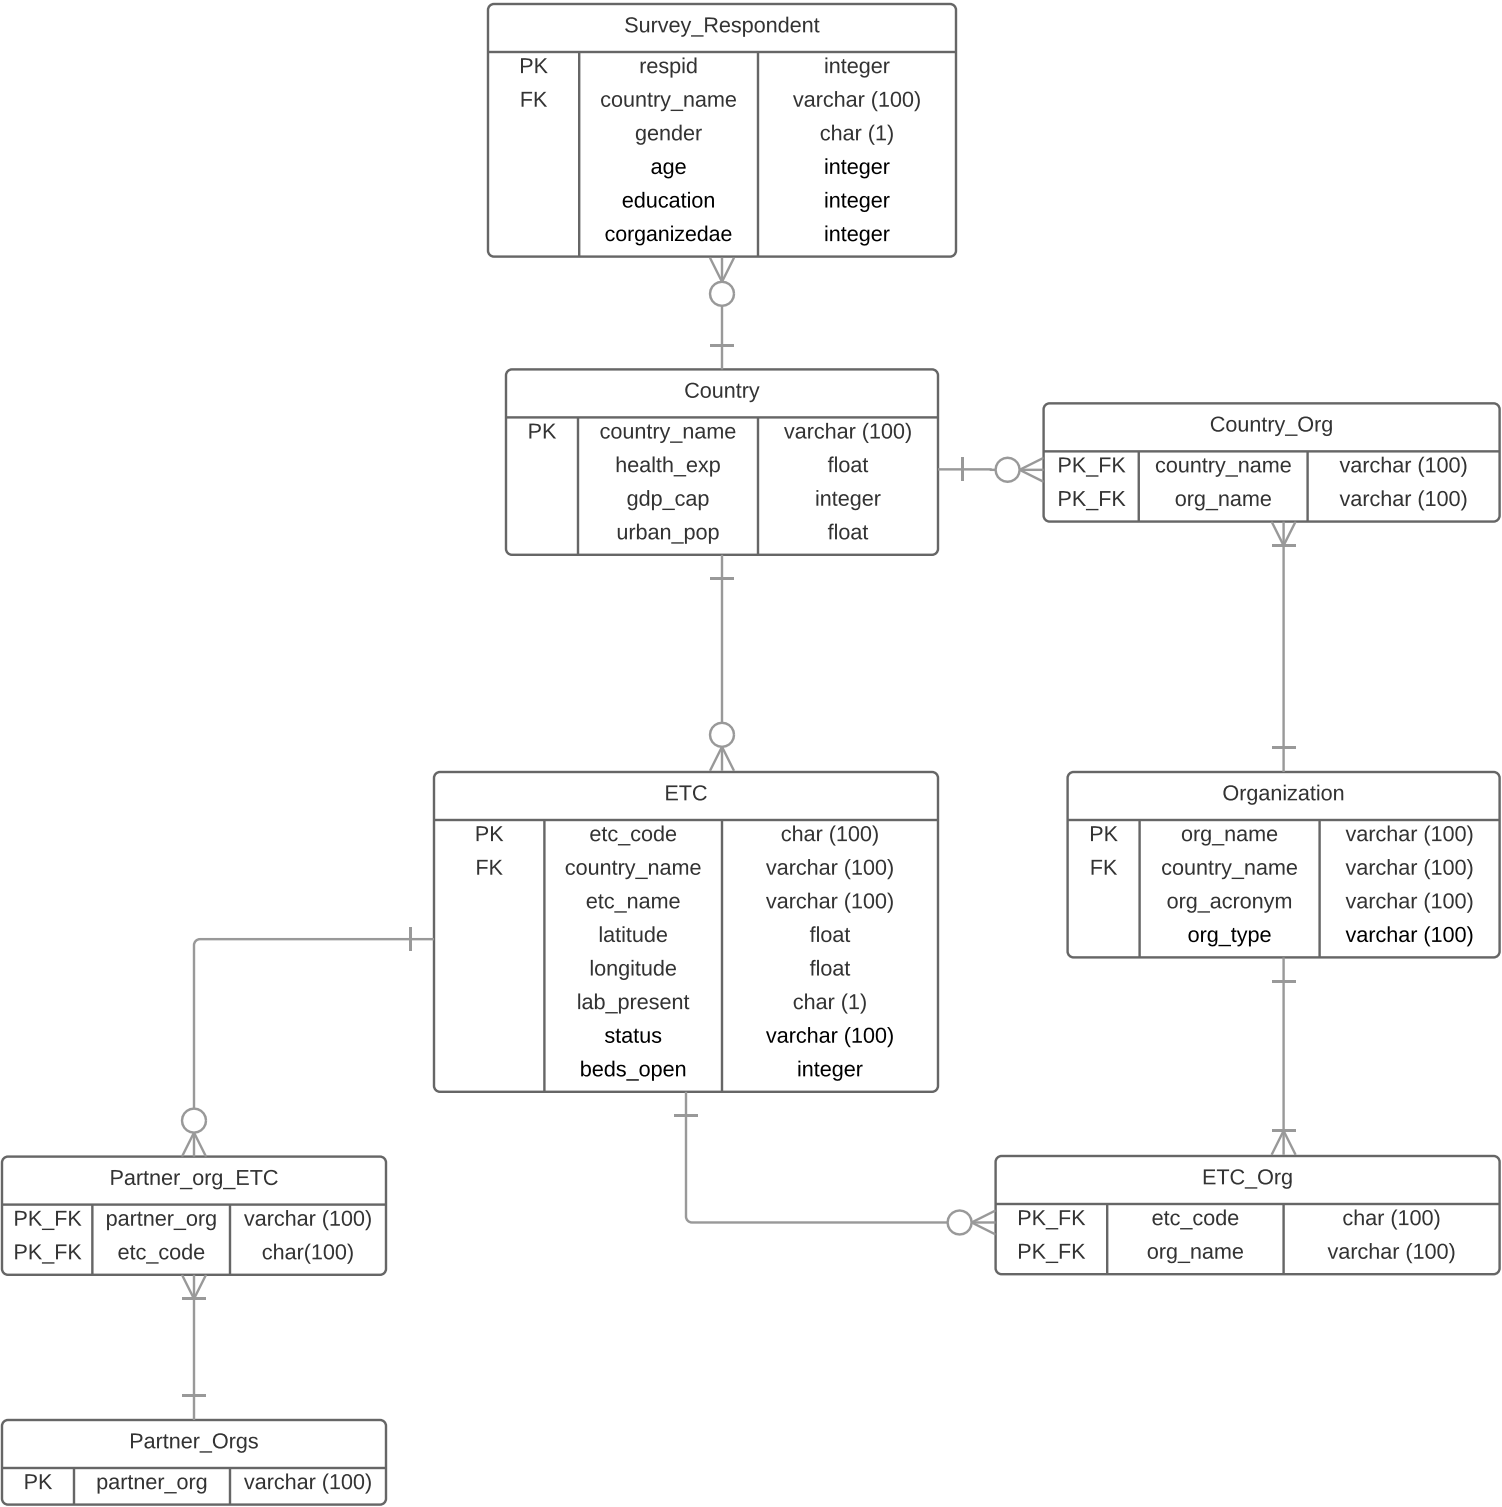 Survey_Respondent
PK respid integer
FK country_name varchar (100)
gender char (1)
age integer
education integer
corganizedae integer
Country
PK country_name varchar (100)
health_exp float
gdp_cap integer
urban_pop float
Country_Org
PK_FK country_name varchar (100)
PK_FK org_name varchar (100)
ETC
PK etc_code char (100)
FK country_name varchar (100)
etc_name varchar (100)
latitude float
longitude float
lab_present char (1)
status varchar (100)
beds_open integer
Organization
PK org_name varchar (100)
FK country_name varchar (100)
org_acronym varchar (100)
org_type varchar (100)
Partner_org_ETC
PK_FK partner_org varchar (100)
PK_FK etc_code char(100)
ETC_Org
PK_FK etc_code char (100)
PK_FK org_name varchar (100)
Partner_Orgs
PK partner_org varchar (100)